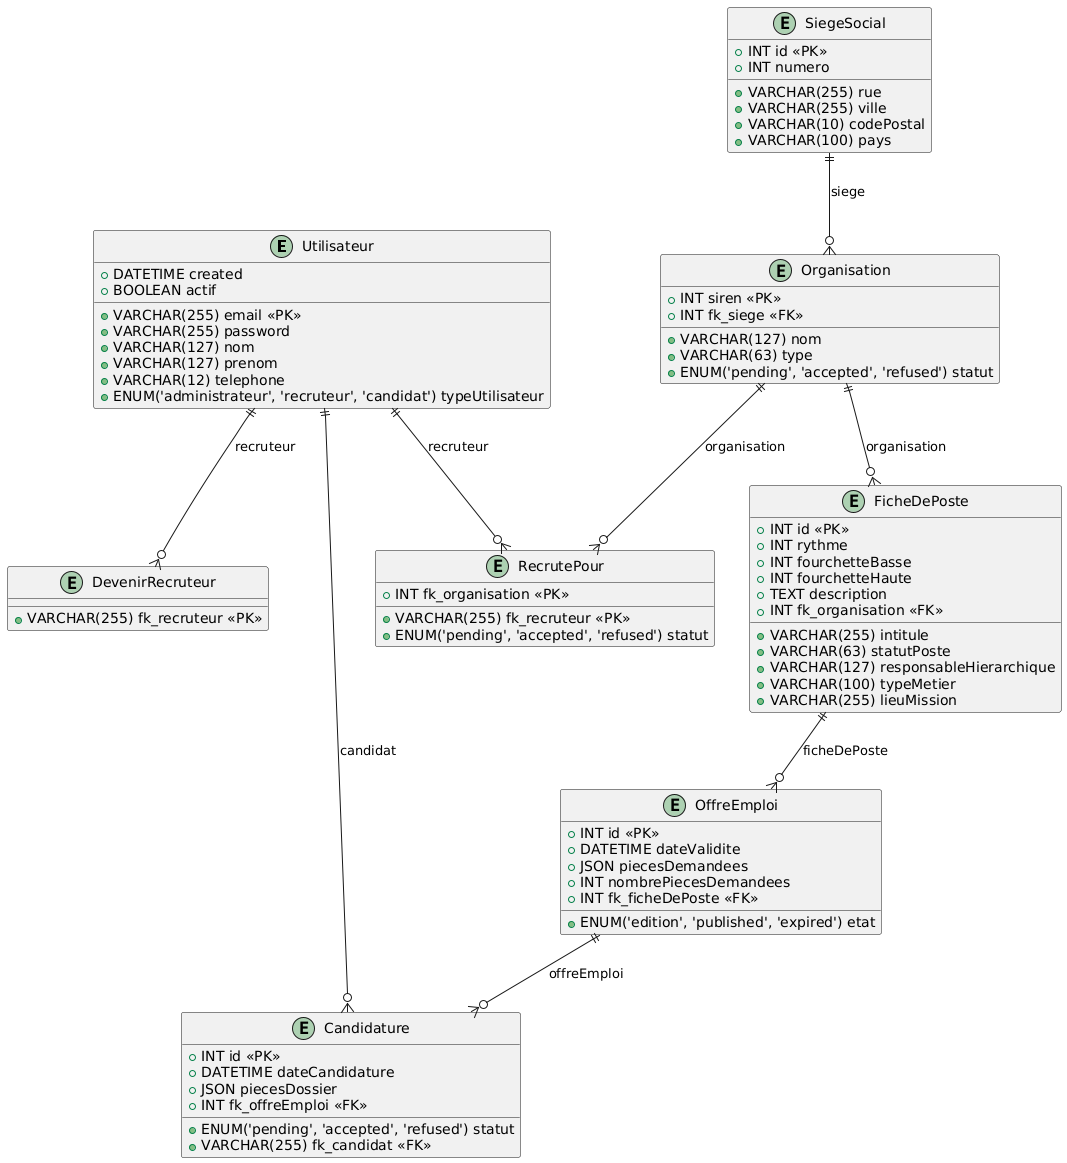 E SiegeSocial
INT id «PK»
INT numero
VARCHAR(255) rue
VARCHAR(255) ville
VARCHAR(10) codePostal
VARCHAR(100) pays
siege
E Utilisateur
DATETIME created
BOOLEAN actif
VARCHAR(255) email «PK»
VARCHAR(255) password
VARCHAR(127) nom
VARCHAR(127) prenom
VARCHAR(12) telephone
ENUM('administrateur', 'recruteur', 'candidat') typeUtilisateur
E Organisation
INT siren «PK»
INT fk_siege «FK»
VARCHAR(127) nom
VARCHAR(63) type
ENUM('pending', 'accepted', 'refused') statut
recruteur
recruteur
organisation
organisation
E DevenirRecruteur
VARCHAR(255) fk_recruteur «PK»
E RecrutePour
INT fk_organisation «PK»
VARCHAR(255) fk_recruteur «PK»
ENUM('pending', 'accepted', 'refused') statut
E FicheDePoste
INT id «PK»
INT rythme
INT fourchetteBasse
INT fourchetteHaute
TEXT description
INT fk_organisation «FK»
VARCHAR(255) intitule
VARCHAR(63) statutPoste
VARCHAR(127) responsableHierarchique
VARCHAR(100) typeMetier
VARCHAR(255) lieuMission
candidat
ficheDePoste
E OffreEmploi
INT id «PK»
DATETIME dateValidite
JSON piecesDemandees
INT nombrePiecesDemandees
INT fk_ficheDePoste «FK»
ENUM('edition', 'published', 'expired') etat
offreEmploi
E Candidature
INT id «PK»
DATETIME dateCandidature
JSON piecesDossier
INT fk_offreEmploi «FK»
ENUM('pending', 'accepted', 'refused') statut
VARCHAR(255) fk_candidat «FK»